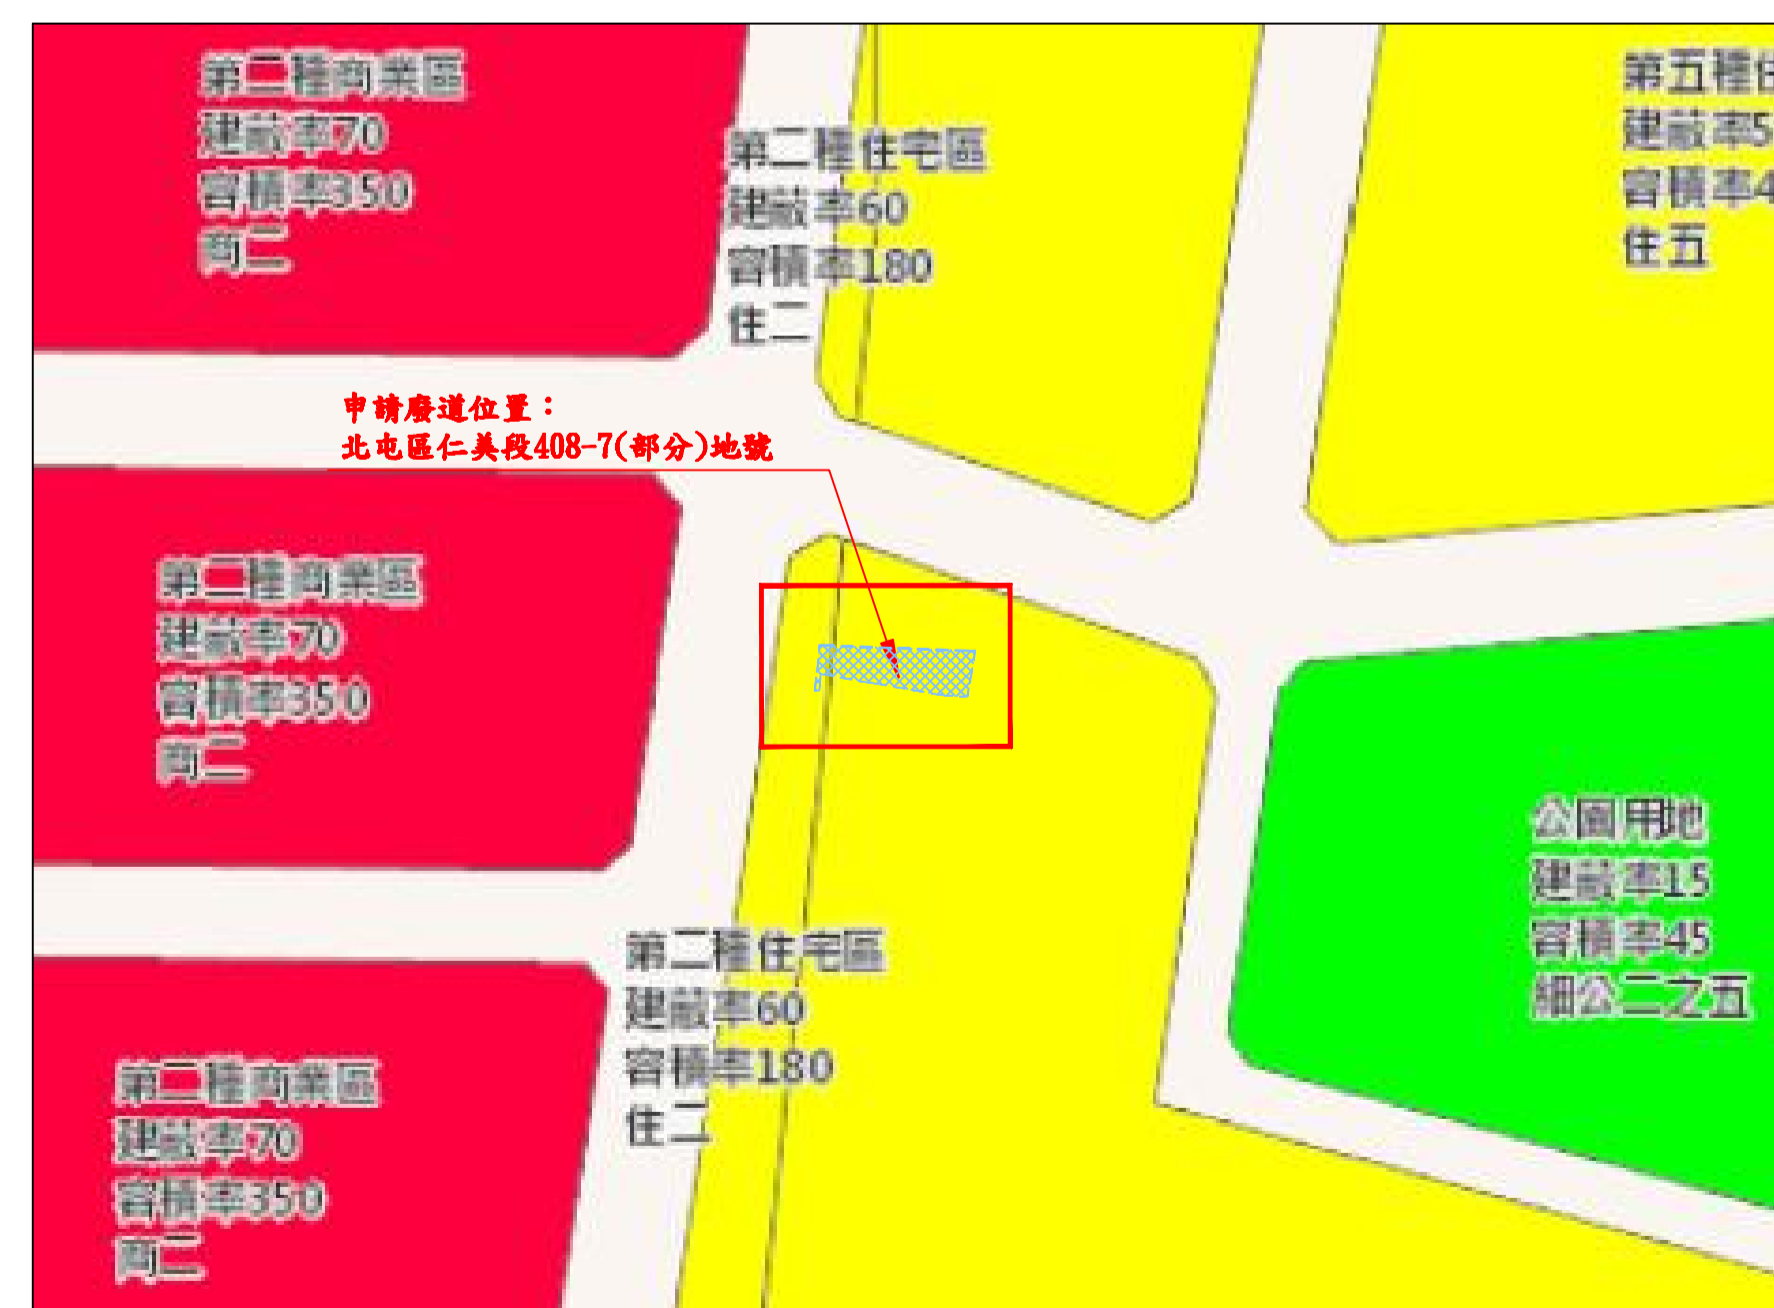 第二種商業區
建蔽率70
容積率350
商二
第二種住宅區
建蔽率60
容積率180
住二
第五種住
建蔽率5
容積率4
住五
申請廢道位置：
北屯區仁美段408-7(部分)地號
第二種商業區
建蔽率70
容積率350
商二
公園用地
建蔽率15
容積率45
細公二之五
第二種住宅區
建蔽率60
容積率180
住二
第二種商業區
建蔽率70
容積率350
商二